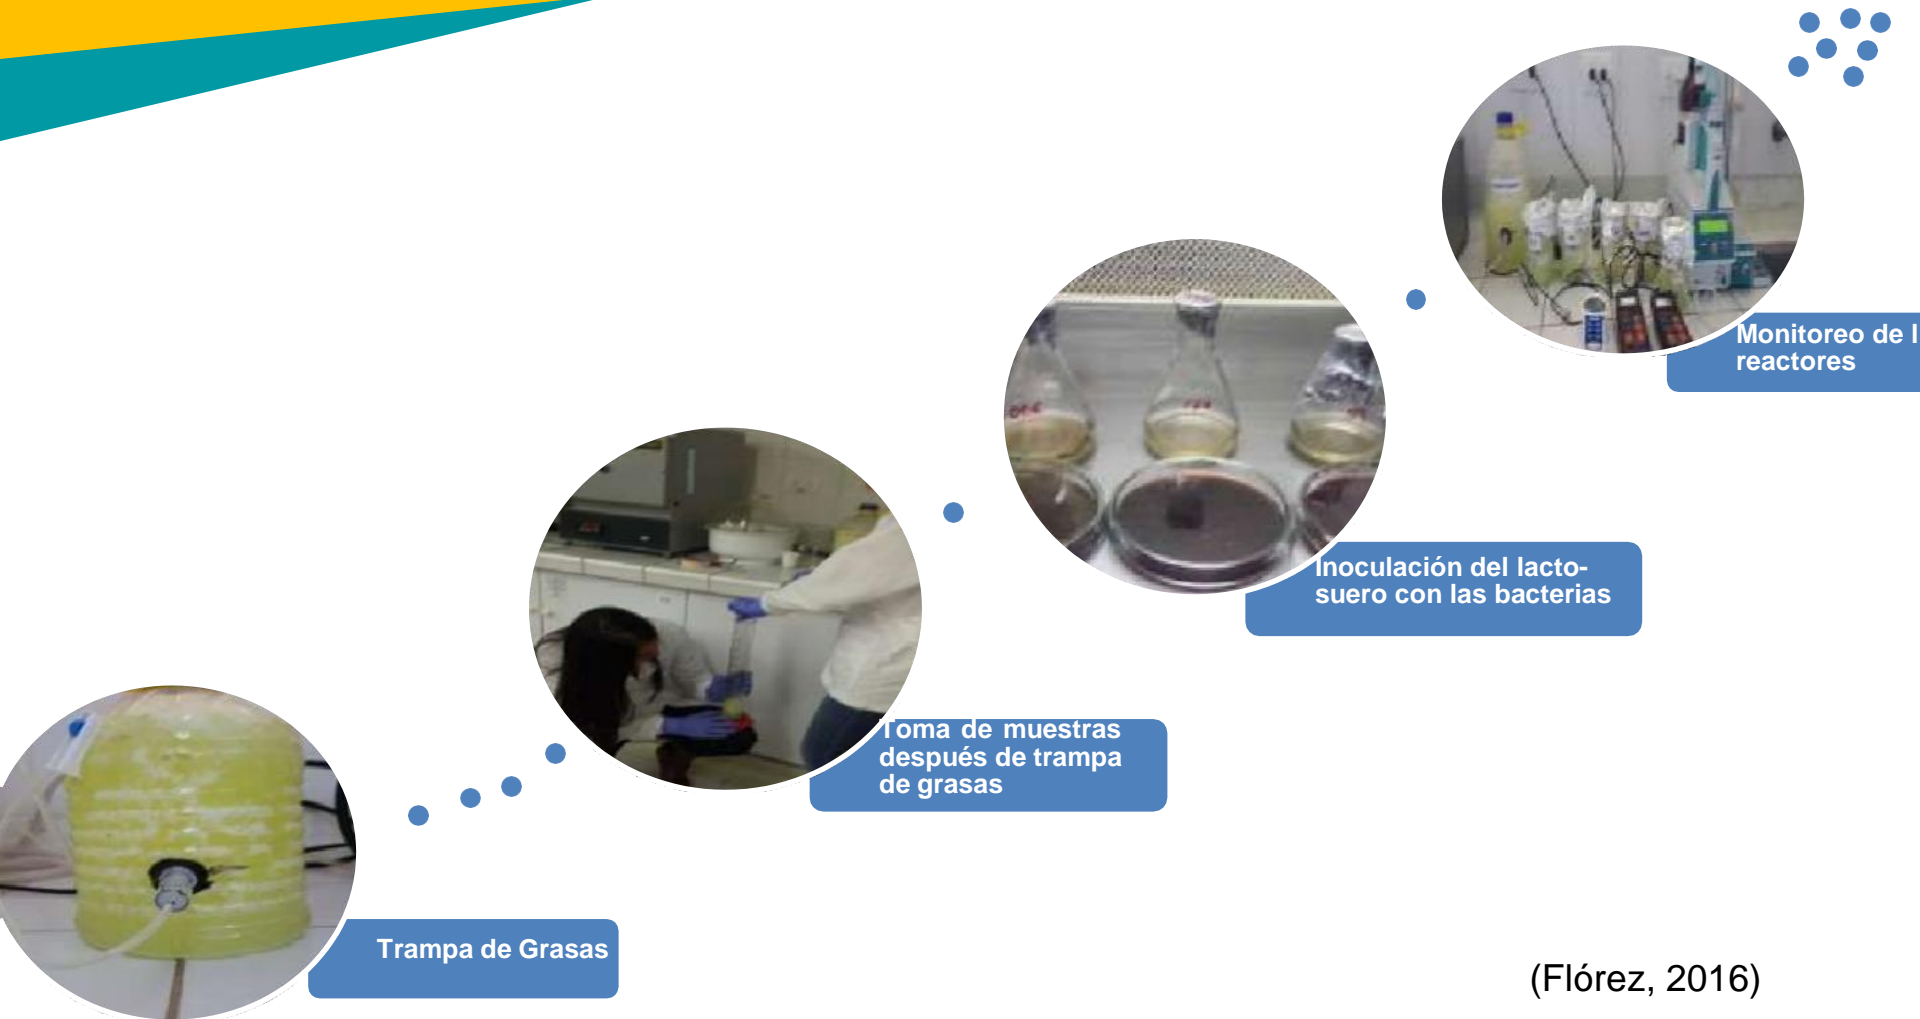 Monitoreo de l
reactores
Inoculación del lacto-
suero con las bacterias
Toma de muestras
después de trampa
de grasas
Trampa de Grasas
(Flórez, 2016)